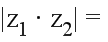 |z₁ · z₂| =